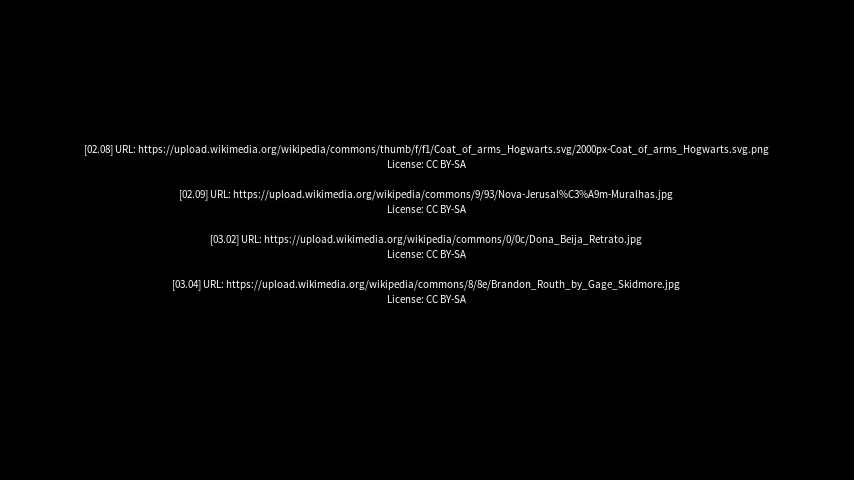 [02.08] URL: https://upload.wikimedia.org/wikipedia/commons/thumb/f/f1/Coat_of_arms_Hogwarts.svg/2000px-Coat_of_arms_Hogwarts.svg.png
License: CC BY-SA
[02.09] URL: https://upload.wikimedia.org/wikipedia/commons/9/93/Nova-Jerusal%C3%A9m-Muralhas.jpg
License: CC BY-SA
[03.02] URL: https://upload.wikimedia.org/wikipedia/commons/0/0c/Dona_Beija_Retrato.jpg
License: CC BY-SA
[03.04] URL: https://upload.wikimedia.org/wikipedia/commons/8/8e/Brandon_Routh_by_Gage_Skidmore.jpg
License: CC BY-SA